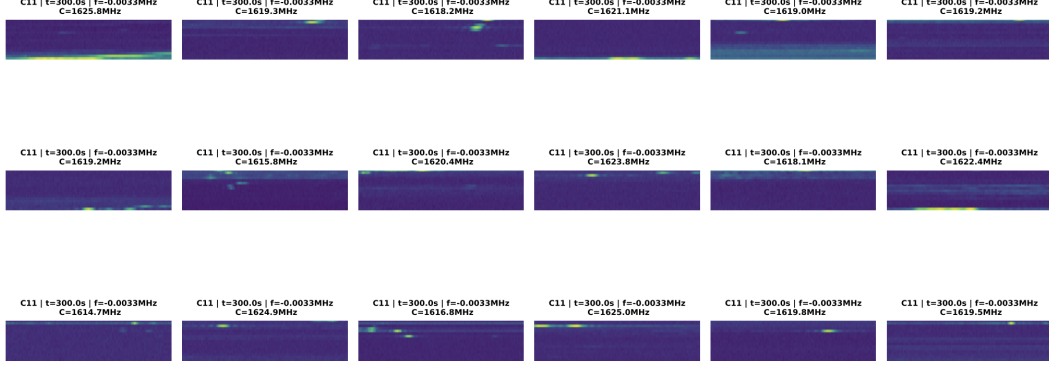 C11 | t=300.0s | f=-0.0033MHz C11 | t=300.0s | f=-0.0033MHz C11 | t=300.0s | f=-0.0033MHz C11 | t=300.0s | f=-0.0033MHz C11 | t=300.0s | f=-0.0033MHz C11 | t=300.0s | f=-0.0033MHz
C=1625.8MHz C=1619.3MHz C=1618.2MHz C=1621.1MHz C=1619.0MHz C=1619.2MHz
C11 | t=300.0s | f=-0.0033MHz C11 | t=300.0s | f=-0.0033MHz C11 | t=300.0s | f=-0.0033MHz C11 | t=300.0s | f=-0.0033MHz C11 | t=300.0s | f=-0.0033MHz C11 | t=300.0s | f=-0.0033MHz
C=1619.2MHz C=1615.8MHz C=1620.4MHz C=1623.8MHz C=1618.1MHz C=1622.4MHz
C11 | t=300.0s | f=-0.0033MHz C11 | t=300.0s | f=-0.0033MHz C11 | t=300.0s | f=-0.0033MHz C11 | t=300.0s | f=-0.0033MHz C11 | t=300.0s | f=-0.0033MHz C11 | t=300.0s | f=-0.0033MHz
C=1614.7MHz C=1624.9MHz C=1616.8MHz C=1625.0MHz C=1619.8MHz C=1619.5MHz